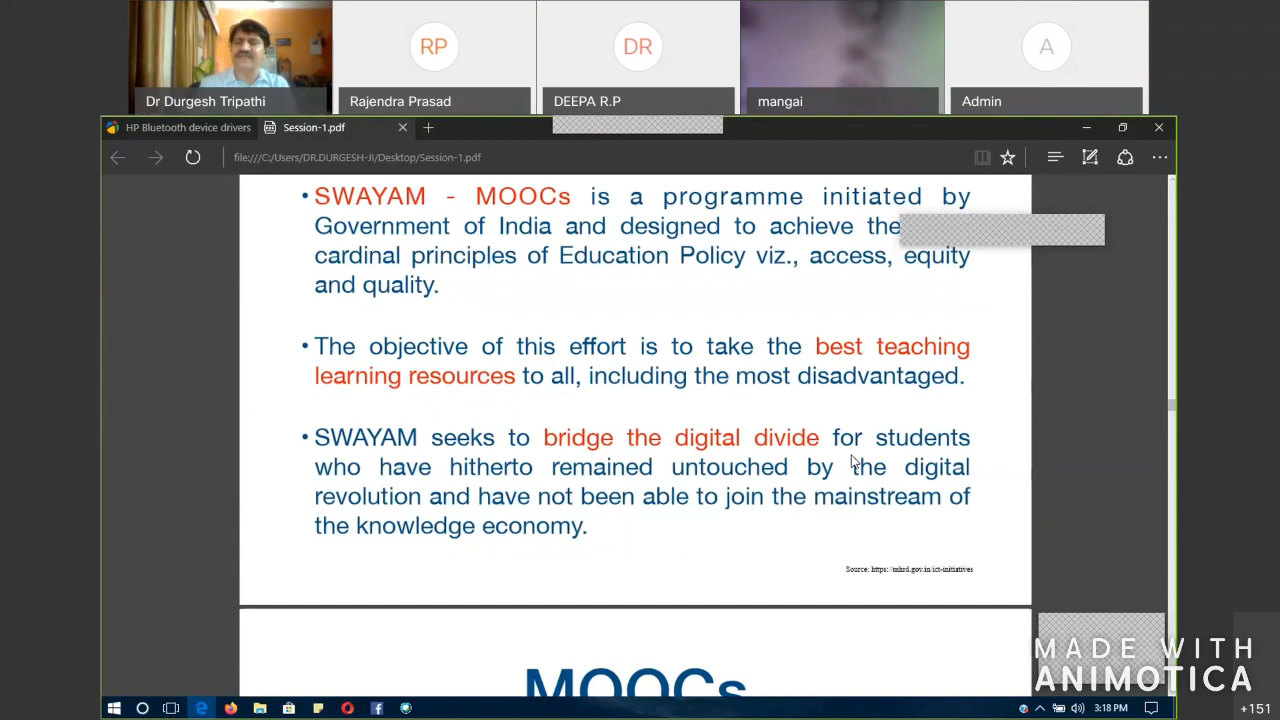 RP
DR
A
Dr Durgesh Tripathi
Rajendra Prasad
DEEPA R.P
mangai
Admin
HP Bluetooth device drivers
Session-1.pdf
file:///C:/Users/DR.DURGESH-JI/Desktop/Session-1.pdf
• SWAYAM - MOOCs is a programme initiated by
Government of India and designed to achieve the
cardinal principles of Education Policy viz., access, equity
and quality.
• The objective of this effort is to take the best teaching
learning resources to all, including the most disadvantaged.
• SWAYAM seeks to bridge the digital divide for students
who have hitherto remained untouched by the digital
revolution and have not been able to join the mainstream of
the knowledge economy.
Source: https://mhrd.gov.in/ict-initiatives
MOOCs
MADE WITH
ANIMOTICA
3:18 PM
+151